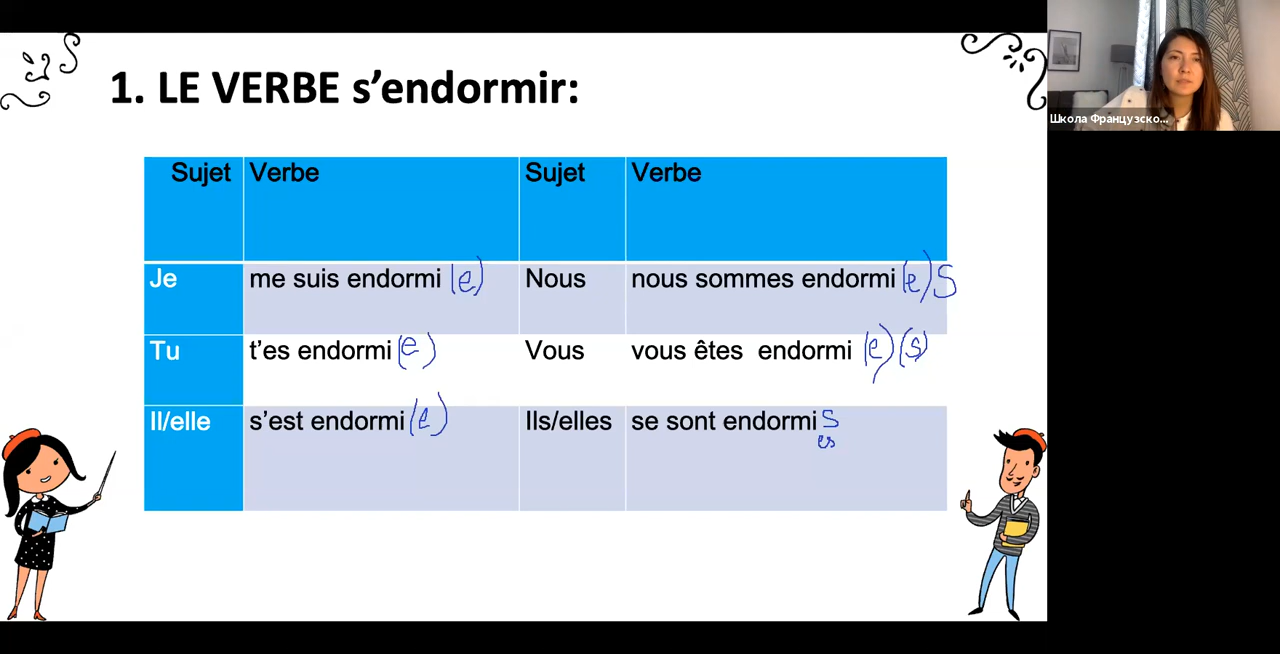 1. LE VERBE s’endormir:
Школа Французско...
Sujet Verbe Sujet Verbe
Je me suis endormi (e) Nous nous sommes endormi (e) s
Tu t’es endormi (e) Vous vous êtes endormi (e) (s)
Il/elle s’est endormi (e) Ils/elles se sont endormi s
es